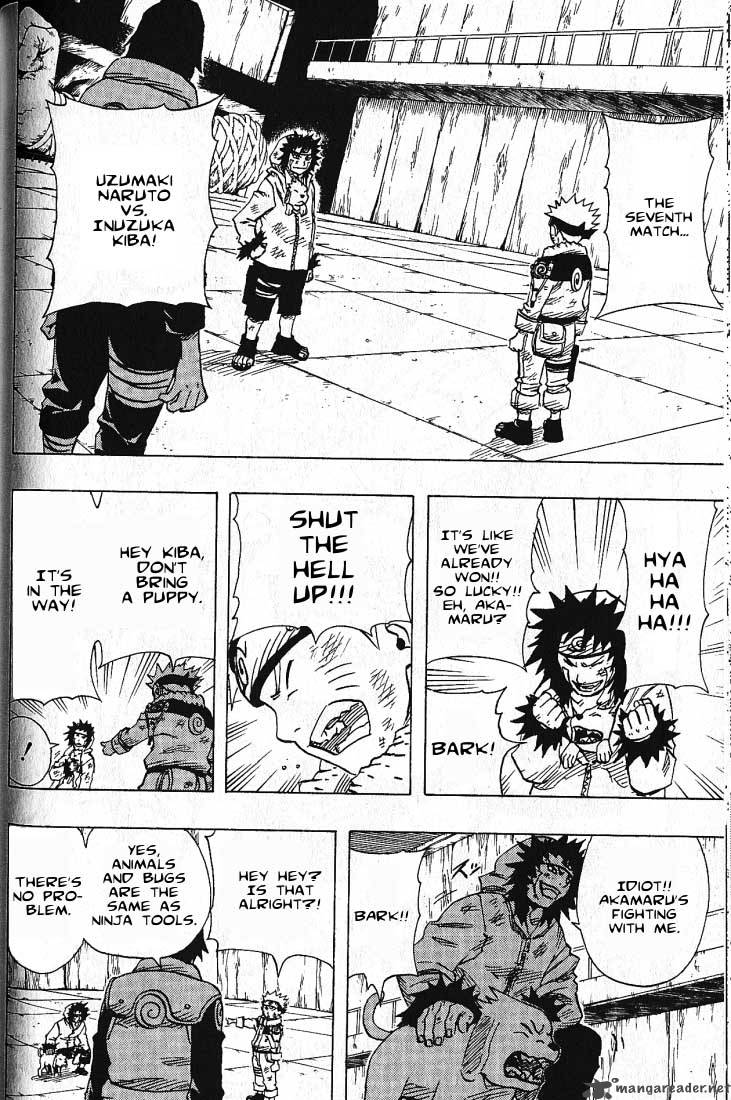 THE
SEVENTH
MATCH...
UZUMAKI
NARUTO
VS.
INUZUKA
KIBA!
HYA
HA
HA
HA!!!
IT'S LIKE
WE'VE
ALREADY
WON!!
SO LUCKY!!
EH, AKA-
MARU?
BARK!
SHUT
THE
HELL
UP!!!
HEY KIBA,
DON'T
BRING
A PUPPY.
IT'S IN
THE WAY!
!
IDIOT!!
AKAMARU'S
FIGHTING
WITH ME.
BARK!!
HEY HEY?
IS THAT
ALRIGHT?!
YES,
ANIMALS
AND BUGS
ARE THE
SAME AS
NINJA TOOLS.
THERE'S
NO PRO-
BLEM.
mangareader.net